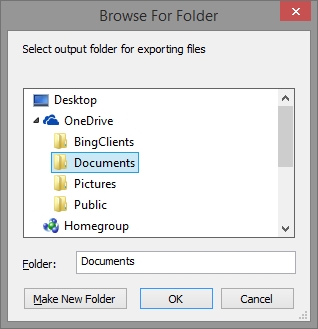 Browse For Folder
Select output folder for exporting files
Desktop
OneDrive
BingClients
Documents
Pictures
Public
Homegroup
Folder: Documents
Make New Folder OK Cancel